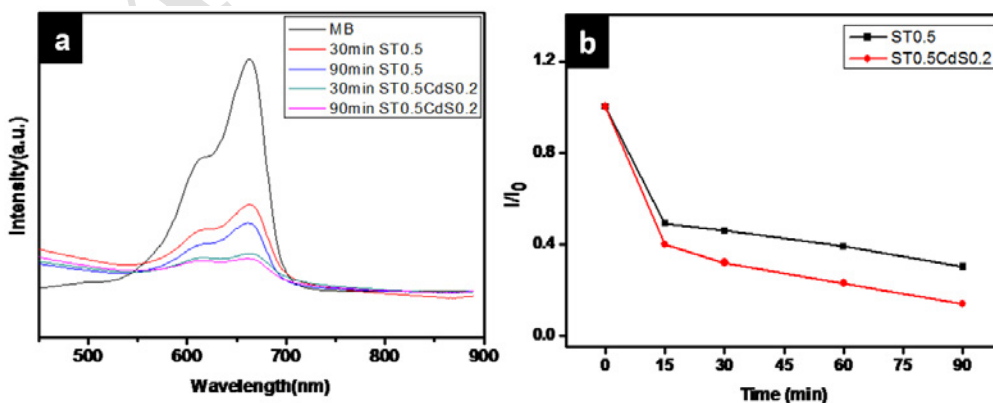 a
MB
30min ST0.5
90min ST0.5
30min ST0.5CdS0.2
90min ST0.5CdS0.2
Intensity(a.u.)
500 600 700 800 900
Wavelength(nm)
b
ST0.5
ST0.5CdS0.2
1.2
0.8
0.4
0.0
I/I0
0 15 30 45 60 75 90
Time (min)